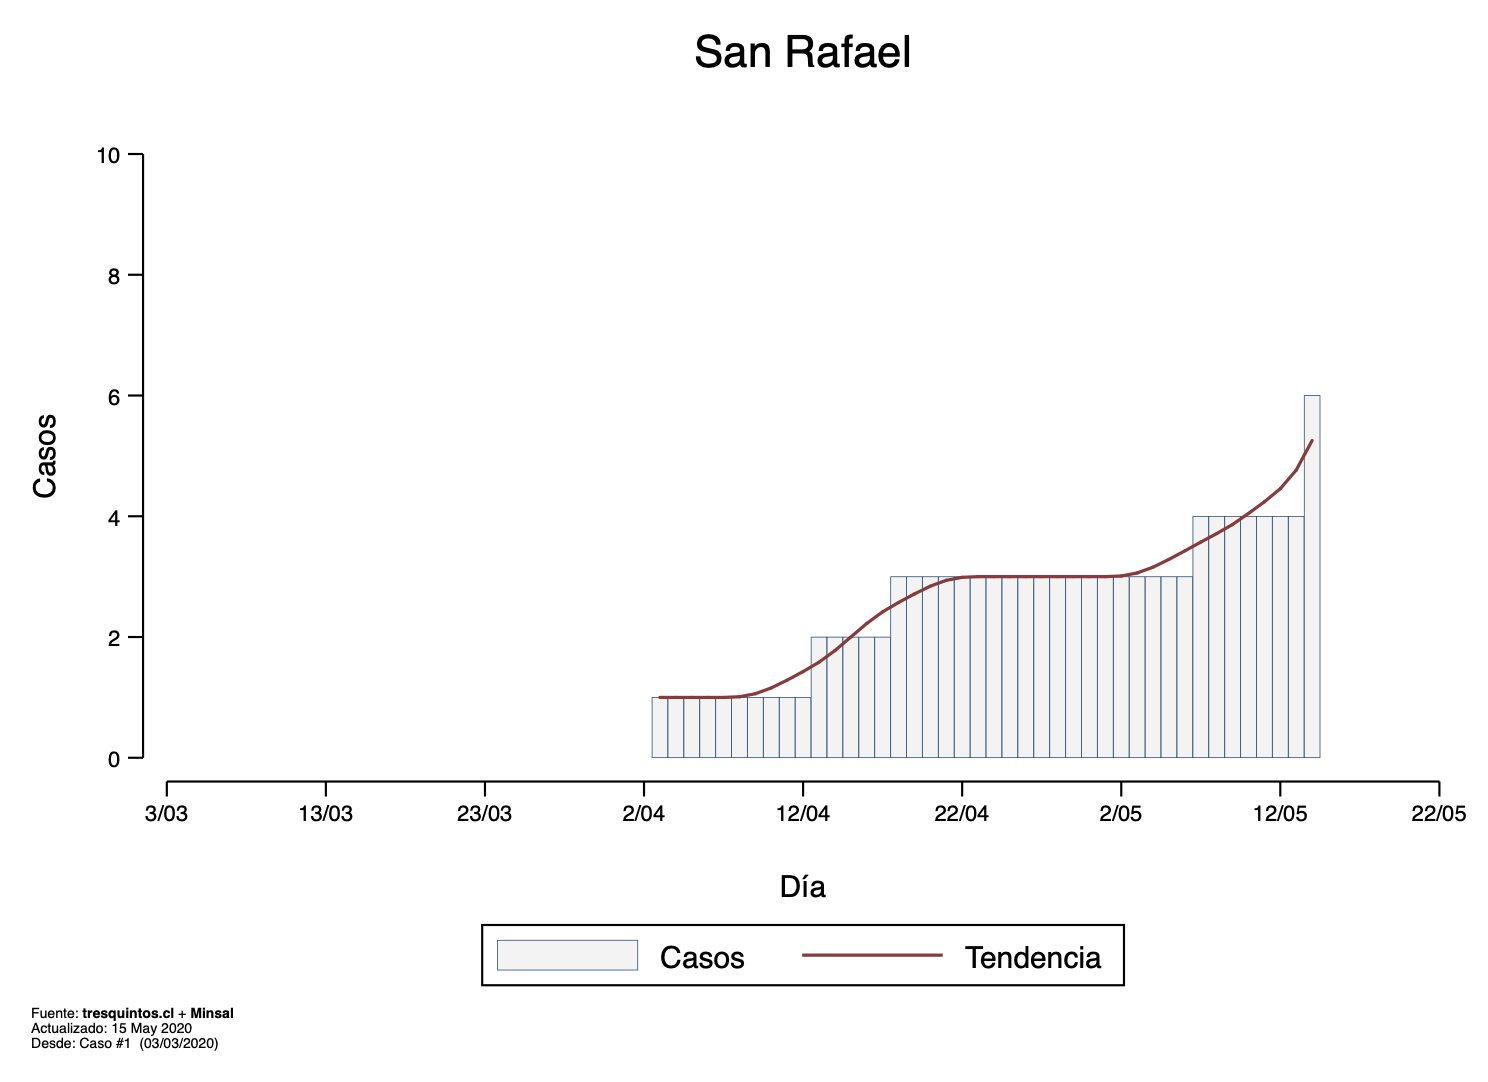 San Rafael
10
8
6
4
2
0
Casos
3/03 13/03 23/03 2/04 12/04 22/04 2/05 12/05 22/05
Día
Casos Tendencia
Fuente: tresquintos.cl + Minsal
Actualizado: 15 May 2020
Desde: Caso #1 (03/03/2020)